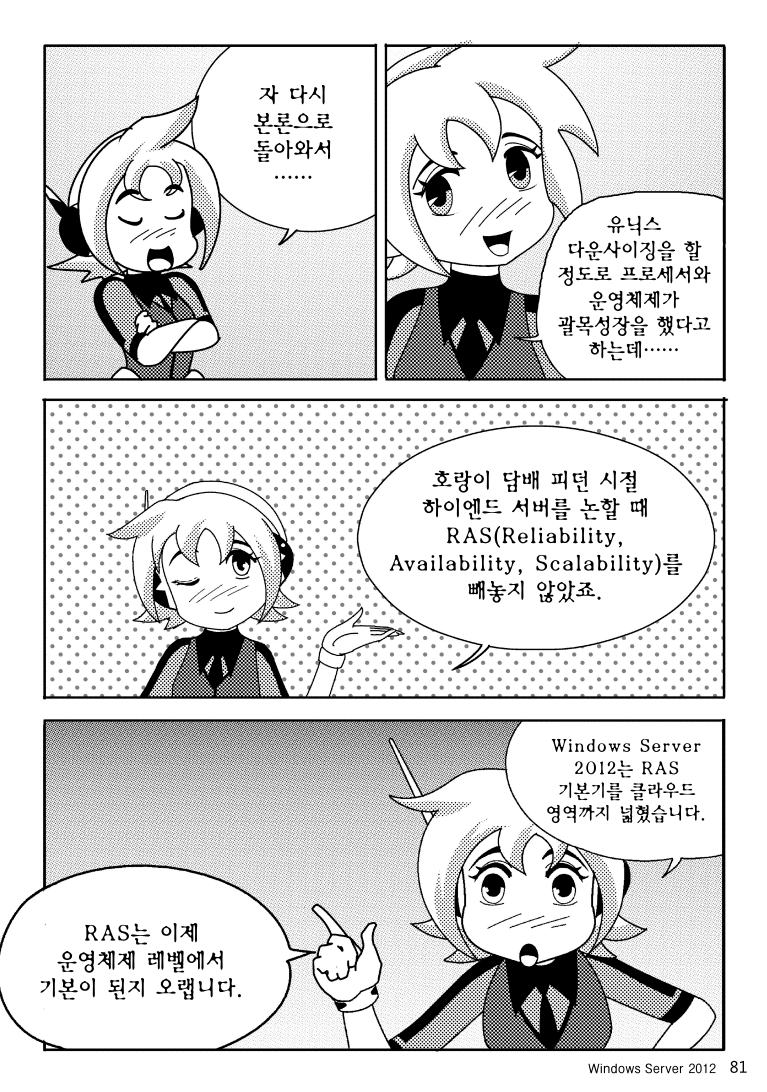 자 다시
본론으로
돌아와서
……
유닉스
다운사이징을 할
정도로 프로세서와
운영체제가
괄목성장을 했다고
하는데……
호랑이 담배 피던 시절
하이엔드 서버를 논할 때
RAS(Reliability,
Availability, Scalability)를
빼놓지 않았죠.
Windows Server
2012는 RAS
기본기를 클라우드
영역까지 넓혔습니다.
RAS는 이제
운영체제 레벨에서
기본이 된지 오랩니다.
Windows Server 2012 81